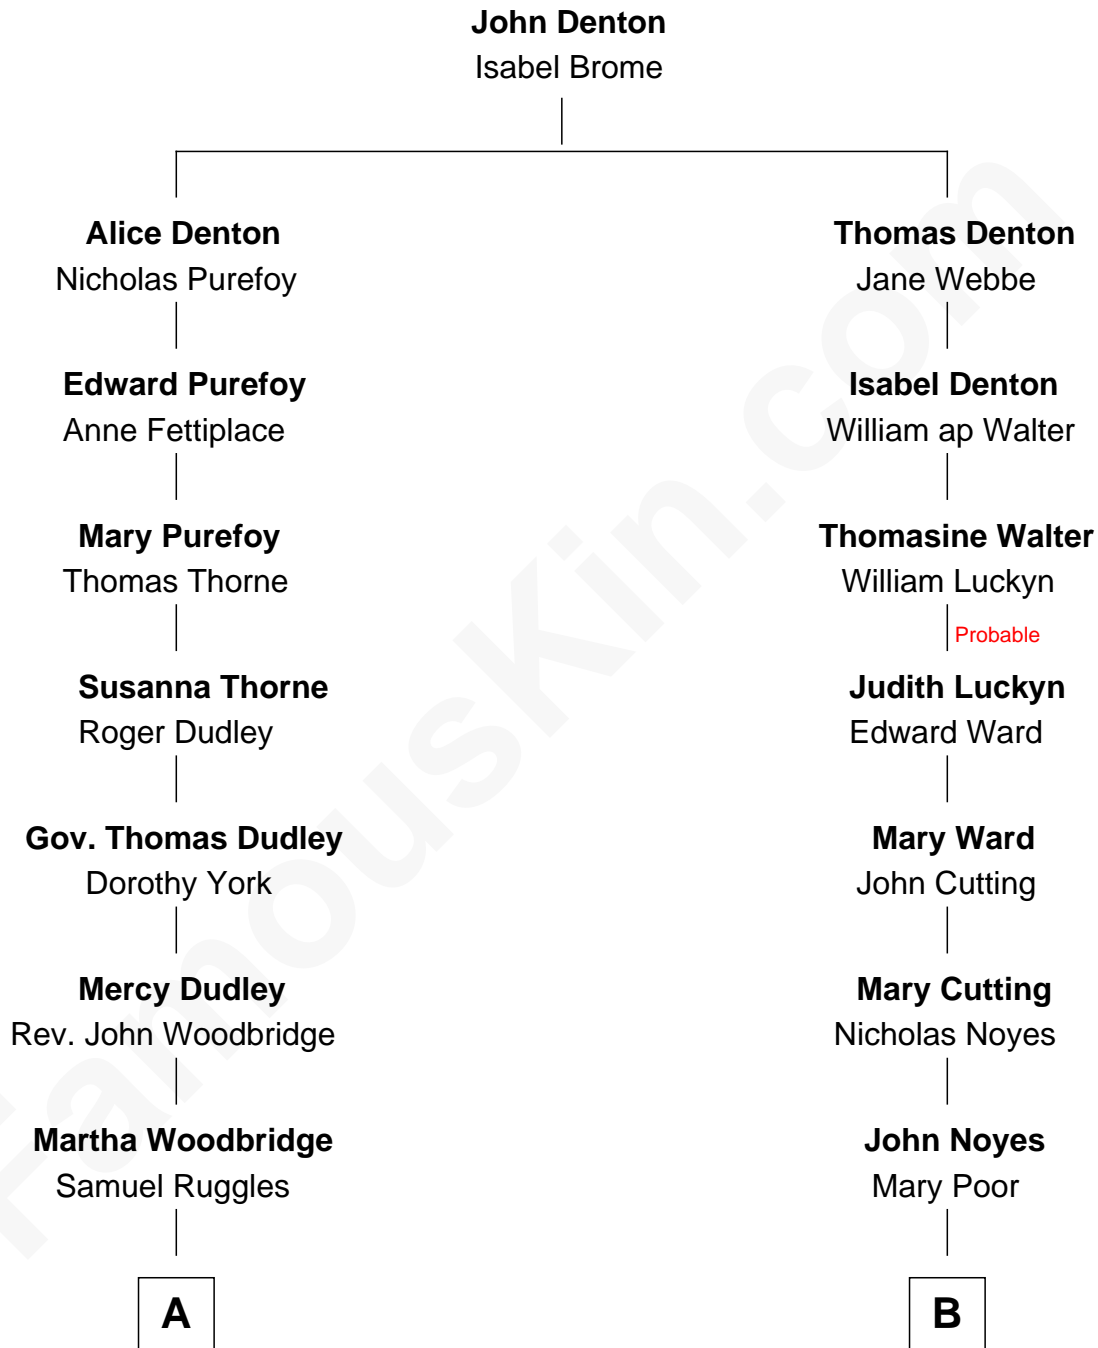 John Denton
Isabel Brome
Alice Denton
Nicholas Purefoy
Thomas Denton
Jane Webbe
Edward Purefoy
Anne Fettiplace
Isabel Denton
William ap Walter
Mary Purefoy
Thomas Thorne
Thomasine Walter
William Luckyn
Probable
Susanna Thorne
Roger Dudley
Judith Luckyn
Edward Ward
Gov. Thomas Dudley
Dorothy York
Mary Ward
John Cutting
Mercy Dudley
Rev. John Woodbridge
Mary Cutting
Nicholas Noyes
Martha Woodbridge
Samuel Ruggles
John Noyes
Mary Poor
A
B
FamousKin.com